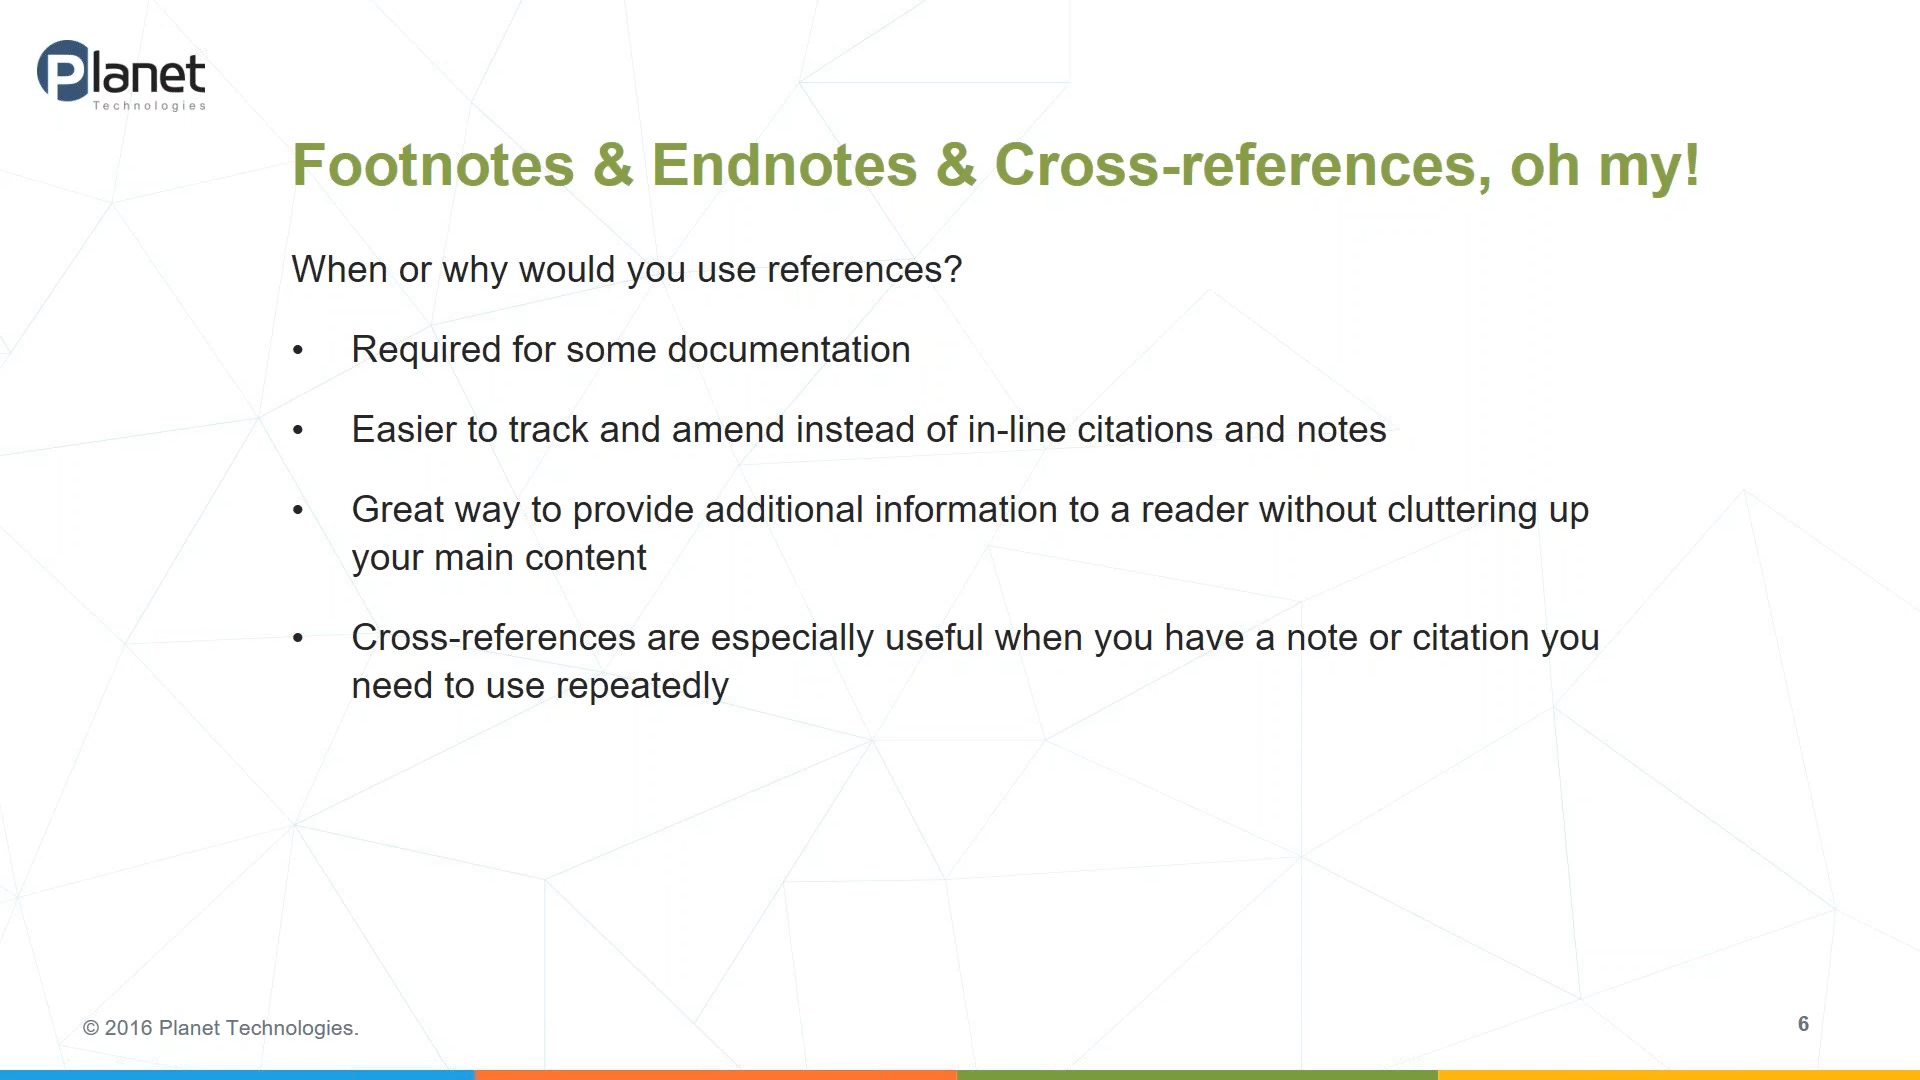 Planet
Technologies
Footnotes & Endnotes & Cross-references, oh my!
When or why would you use references?
• Required for some documentation
• Easier to track and amend instead of in-line citations and notes
• Great way to provide additional information to a reader without cluttering up
your main content
• Cross-references are especially useful when you have a note or citation you
need to use repeatedly
© 2016 Planet Technologies.
6